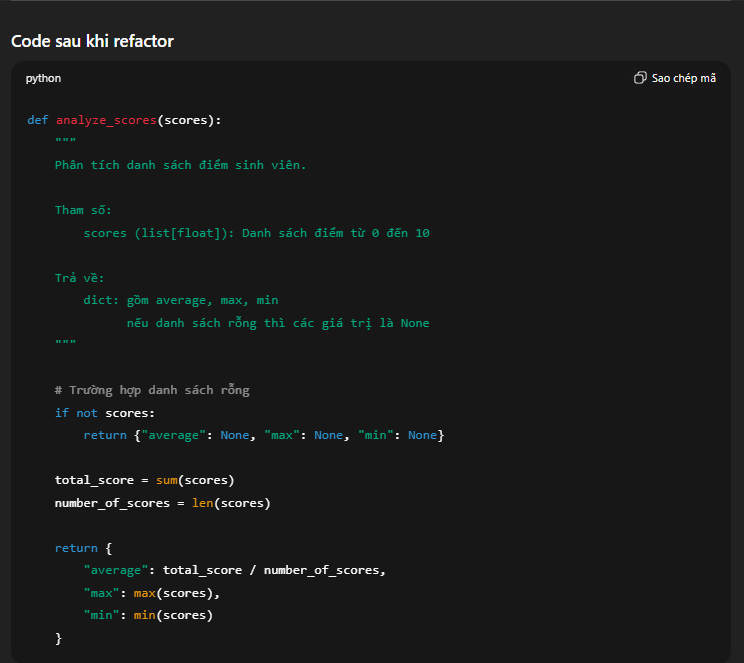 Code sau khi refactor
python
Sao chép mã
def analyze_scores(scores):
    """
    Phân tích danh sách điểm sinh viên.

    Tham số:
        scores (list[float]): Danh sách điểm từ 0 đến 10

    Trả về:
        dict: gồm average, max, min
              nếu danh sách rỗng thì các giá trị là None
    """

    # Trường hợp danh sách rỗng
    if not scores:
        return {"average": None, "max": None, "min": None}

    total_score = sum(scores)
    number_of_scores = len(scores)

    return {
        "average": total_score / number_of_scores,
        "max": max(scores),
        "min": min(scores)
    }